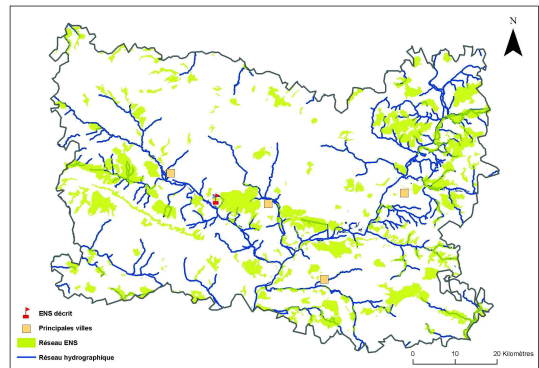 N
ENS décrit
Principales villes
Réseau ENS
Réseau hydrographique
0 10 20 Kilomètres